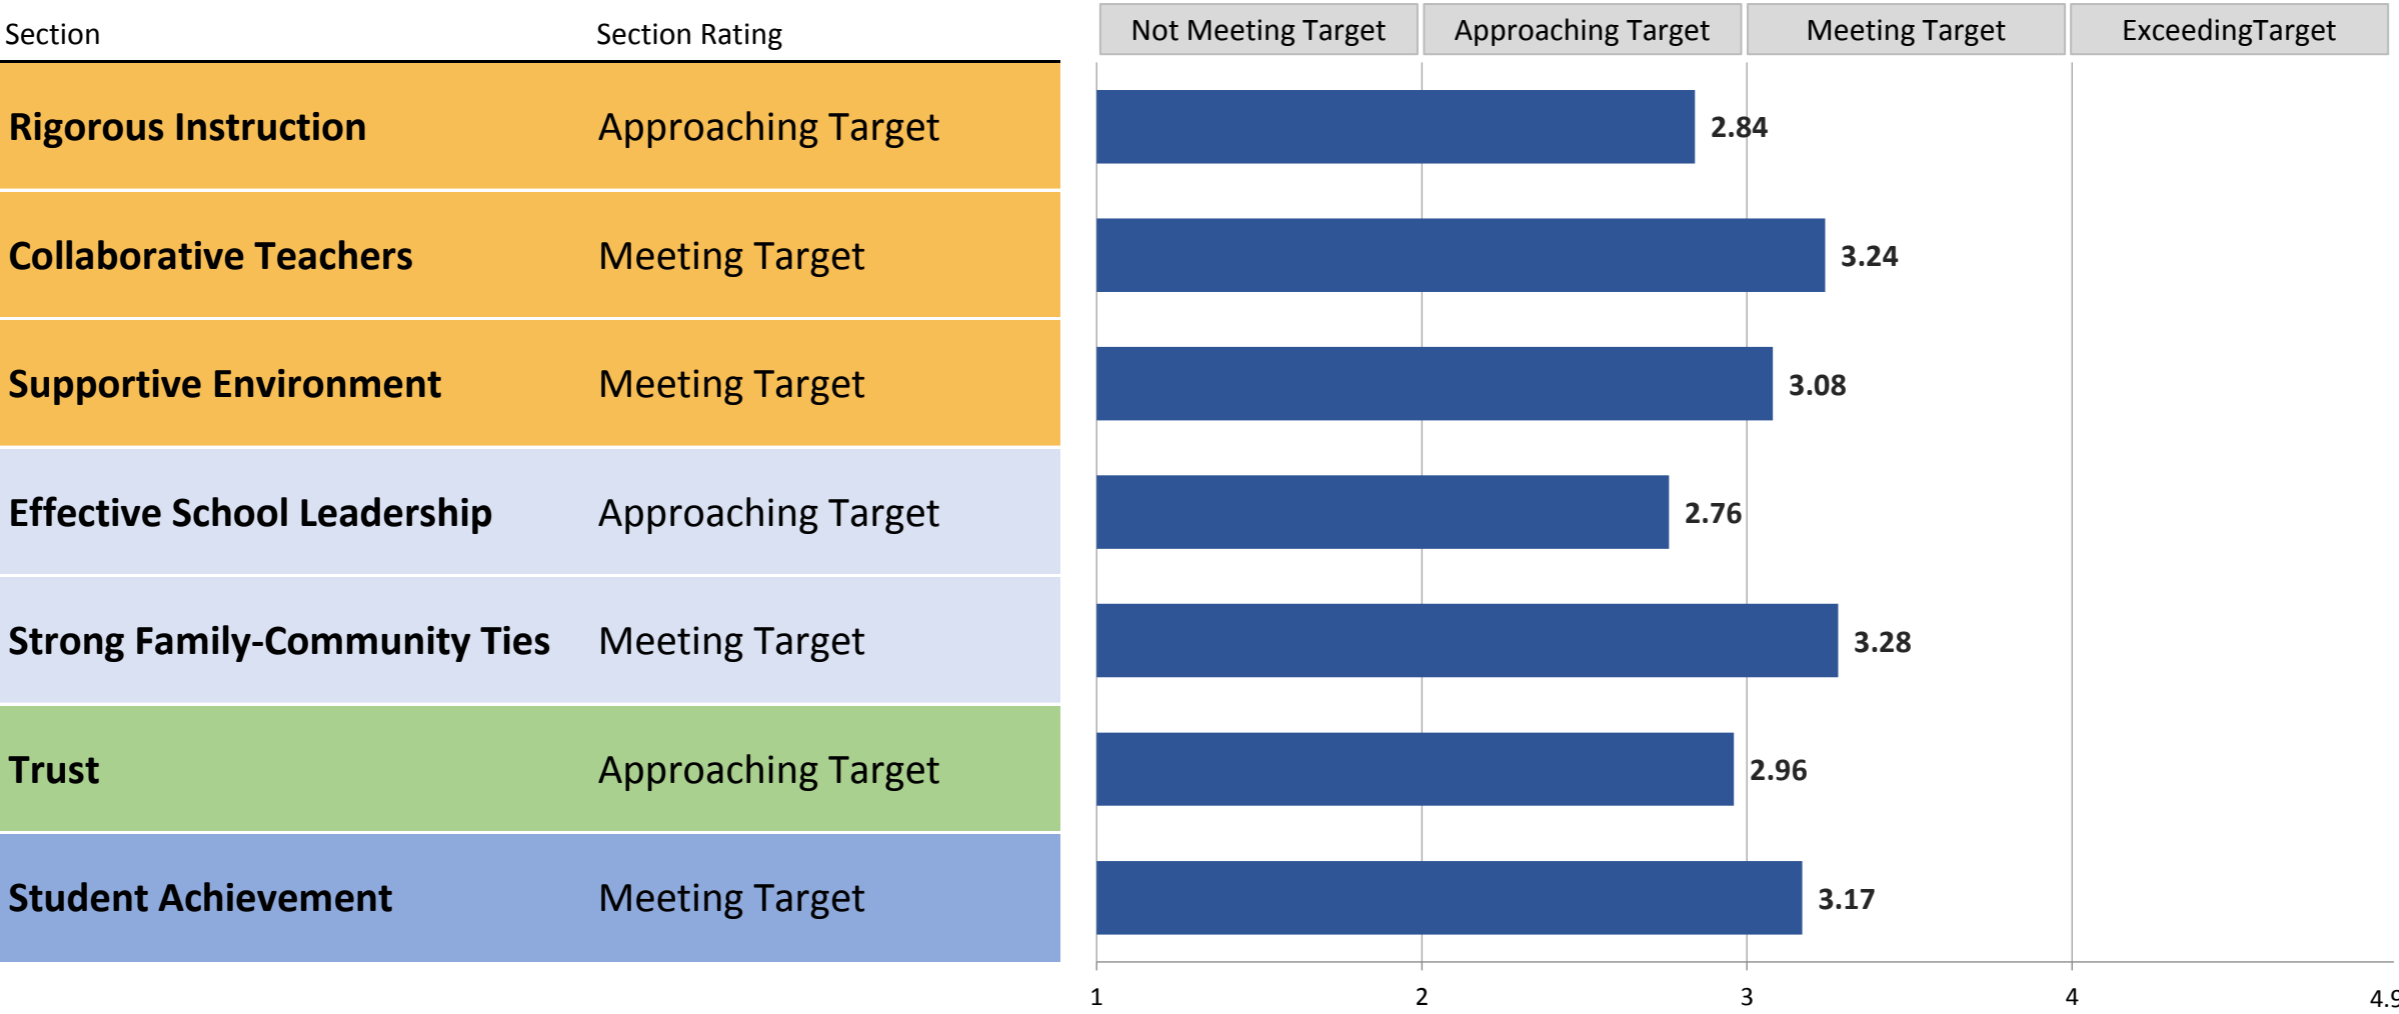 Section Section Rating Not Meeting Target Approaching Target Meeting Target ExceedingTarget
Rigorous Instruction Approaching Target 2.84
Collaborative Teachers Meeting Target 3.24
Supportive Environment Meeting Target 3.08
Effective School Leadership Approaching Target 2.76
Strong Family-Community Ties Meeting Target 3.28
Trust Approaching Target 2.96
Student Achievement Meeting Target 3.17
1 2 3 4 4.9